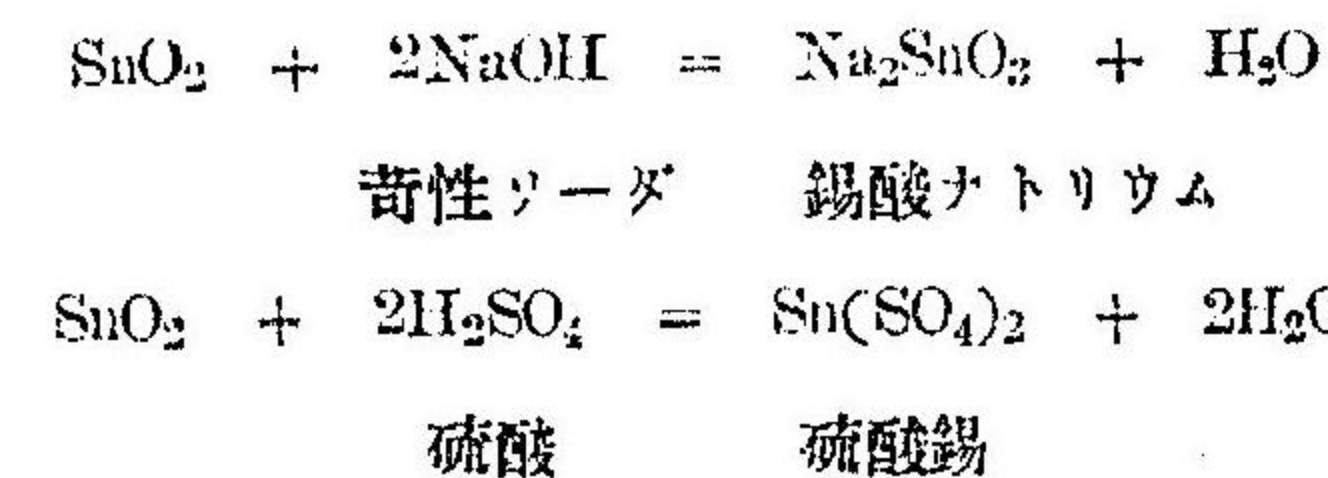 SnO₂ + 2NaOH = Na₂SnO₃ + H₂O
苛性ソーダ 錫酸ナトリウム
SnO₂ + 2H₂SO₄ = Sn(SO₄)₂ + 2H₂O
硫酸 硫酸錫